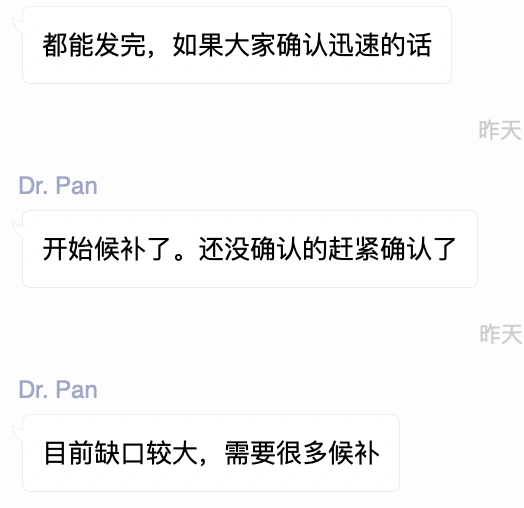 都能发完，如果大家确认迅速的话
昨天
Dr. Pan
开始候补了。还没确认的赶紧确认了
昨天
Dr. Pan
目前缺口较大，需要很多候补